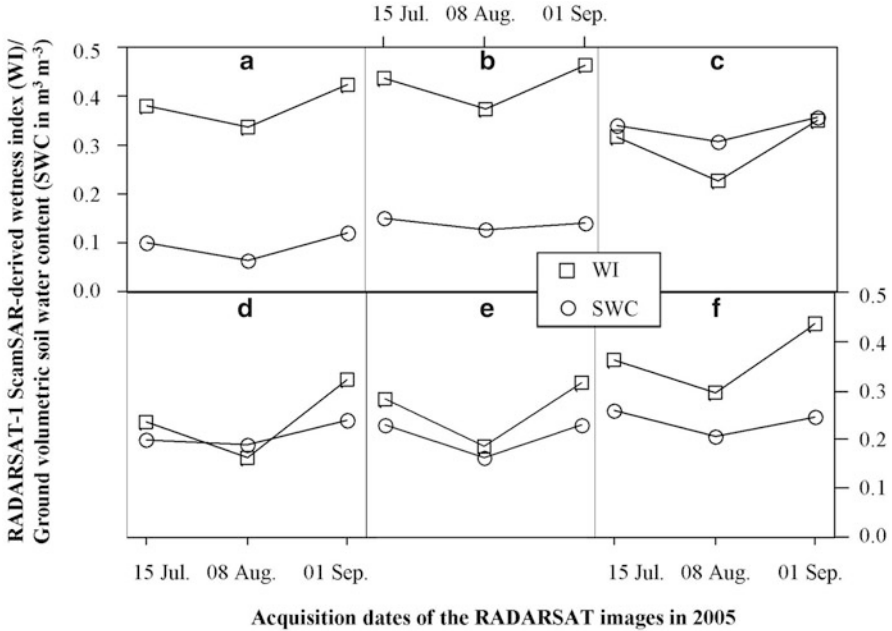 15 Jul. 08 Aug. 01 Sep.
RADARSAT-1 ScamSAR-derived wetness index (WI)/
Ground volumetric soil water content (SWC in m³ m⁻³)
0.5
0.4
0.3
0.2
0.1
0.0
a
b
c
WI
SWC
d
e
f
0.5
0.4
0.3
0.2
0.1
0.0
15 Jul. 08 Aug. 01 Sep.
15 Jul. 08 Aug. 01 Sep.
Acquisition dates of the RADARSAT images in 2005